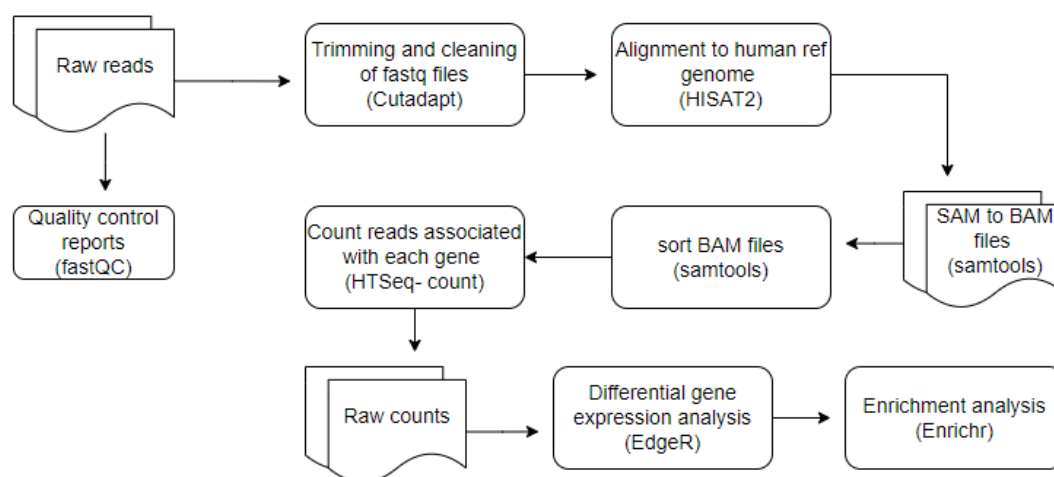 Raw reads
Trimming and cleaning
of fastq files
(Cutadapt)
Alignment to human ref
genome
(HISAT2)
Quality control
reports
(fastQC)
Count reads associated
with each gene
(HTSeq- count)
sort BAM files
(samtools)
SAM to BAM
files
(samtools)
Raw counts
Differential gene
expression analysis
(EdgeR)
Enrichment analysis
(Enrichr)